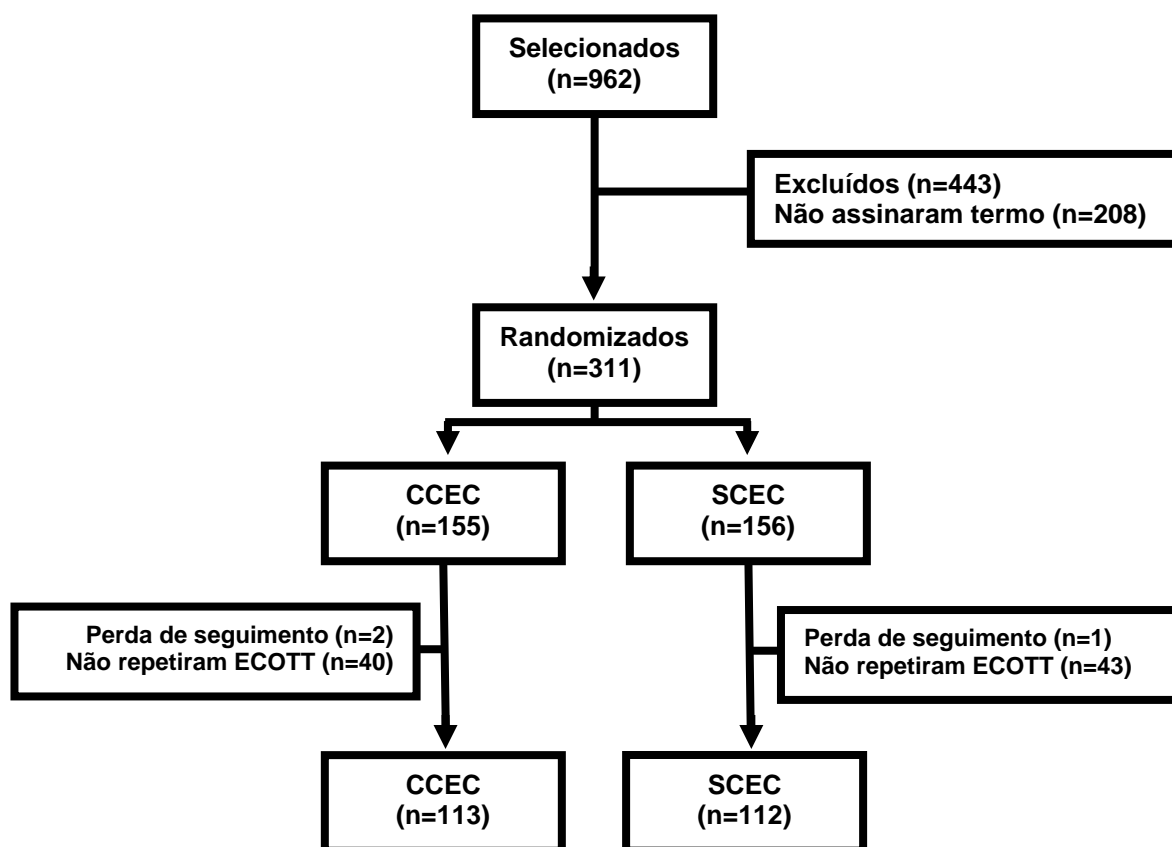 Selecionados
(n=962)
Excluídos (n=443)
Não assinaram termo (n=208)
Randomizados
(n=311)
CCEC
(n=155)
SCEC
(n=156)
Perda de seguimento (n=2)
Não repetiram ECOTT (n=40)
Perda de seguimento (n=1)
Não repetiram ECOTT (n=43)
CCEC
(n=113)
SCEC
(n=112)